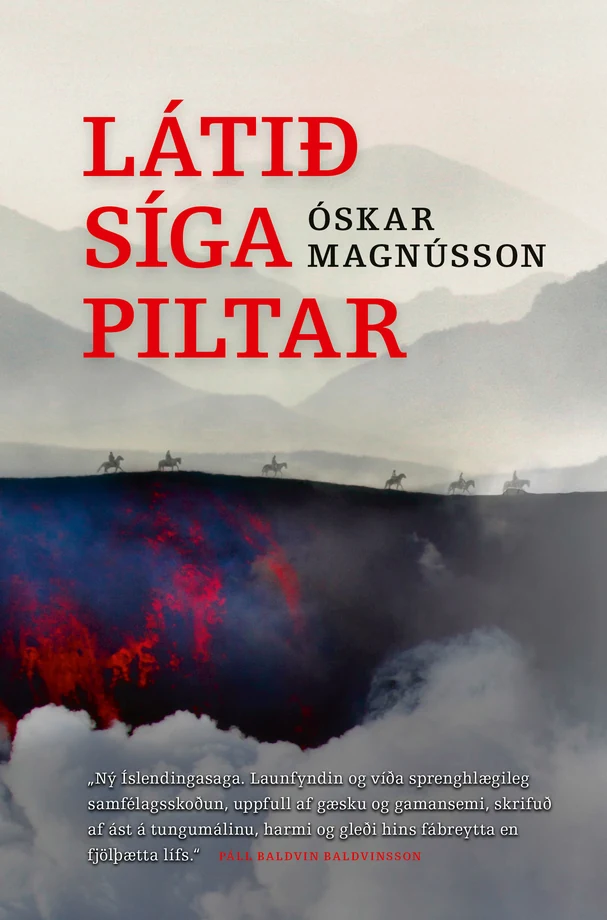 LÁTIÐ
SÍGA
PILTAR
ÓSKAR
MAGNÚSSON
„Ný Íslendingasaga. Launfyndin og víða sprenghlægileg
samfélagsskoðun, uppfull af gæsku og gamansemi, skrifuð
af ást á tungumálinu, harmi og gleði hins fábreytta en
fjölþætta lífs.“ PÁLL BALDVIN BALDVINSSON